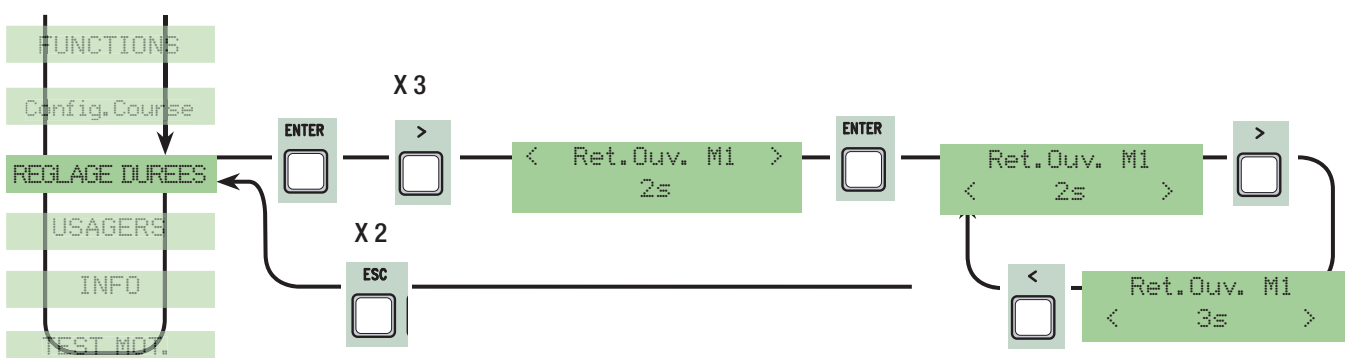 FUNCTIONS
Config.Course
REGLAGE DUREES
USAGERS
INFO
TEST MOT.
ENTER
X 3
>
< Ret.Ouv. M1 >
2s
ENTER
Ret.Ouv. M1
< 2s >
>
X 2
ESC
<
Ret.Ouv. M1
< 3s >